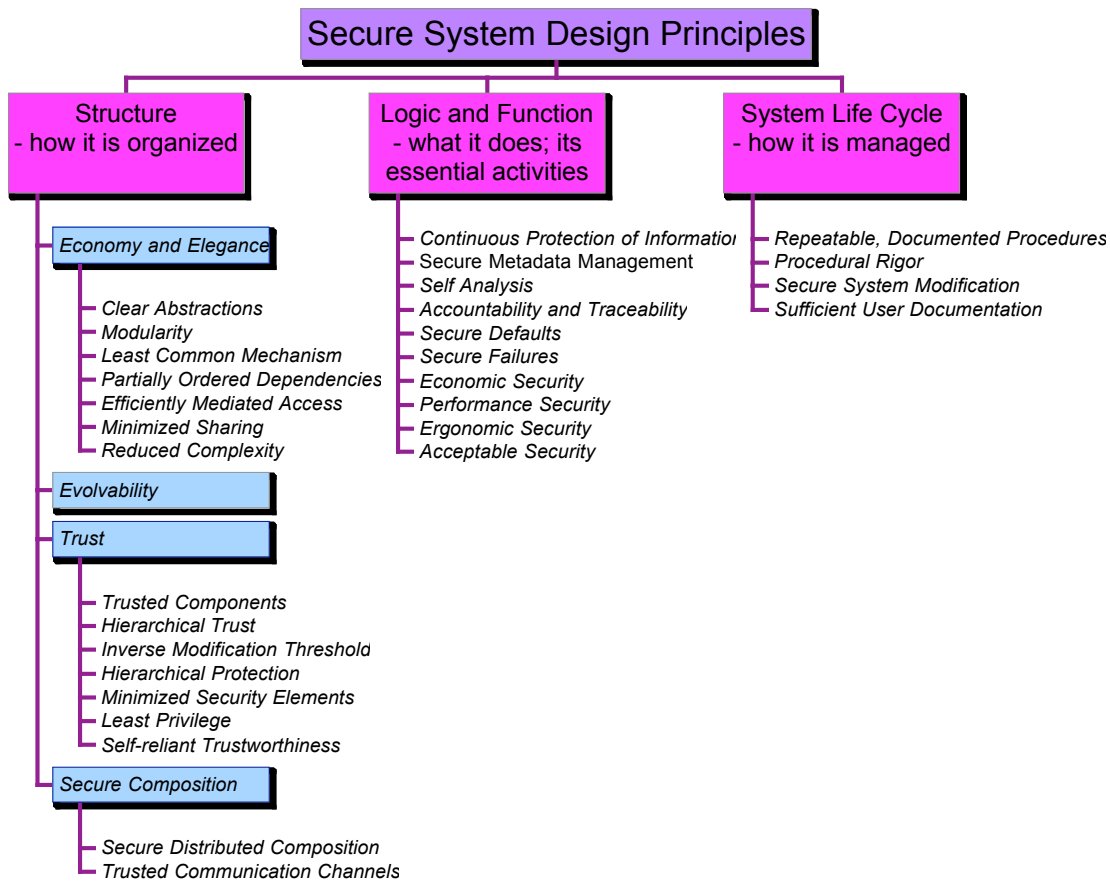 Secure System Design Principles
Structure
- how it is organized
Economy and Elegance
Clear Abstractions
Modularity
Least Common Mechanism
Partially Ordered Dependencies
Efficiently Mediated Access
Minimized Sharing
Reduced Complexity
Evolvability
Trust
Trusted Components
Hierarchical Trust
Inverse Modification Threshold
Hierarchical Protection
Minimized Security Elements
Least Privilege
Self-reliant Trustworthiness
Secure Composition
Secure Distributed Composition
Trusted Communication Channels
Logic and Function
- what it does; its
essential activities
Continuous Protection of Information
Secure Metadata Management
Self Analysis
Accountability and Traceability
Secure Defaults
Secure Failures
Economic Security
Performance Security
Ergonomic Security
Acceptable Security
System Life Cycle
- how it is managed
Repeatable, Documented Procedures
Procedural Rigor
Secure System Modification
Sufficient User Documentation